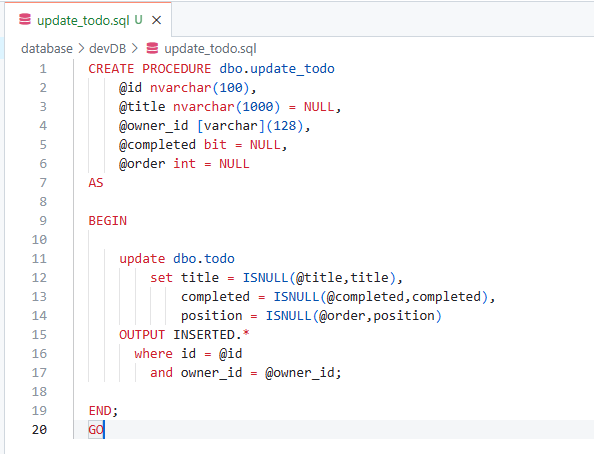 update_todo.sql U
database > devDB > update_todo.sql
1 CREATE PROCEDURE dbo.update_todo
2 @id nvarchar(100),
3 @title nvarchar(1000) = NULL,
4 @owner_id [varchar](128),
5 @completed bit = NULL,
6 @order int = NULL
7 AS
8
9 BEGIN
10
11 update dbo.todo
12 set title = ISNULL(@title,title),
13 completed = ISNULL(@completed,completed),
14 position = ISNULL(@order,position)
15 OUTPUT INSERTED.*
16 where id = @id
17 and owner_id = @owner_id;
18
19 END;
20 GO